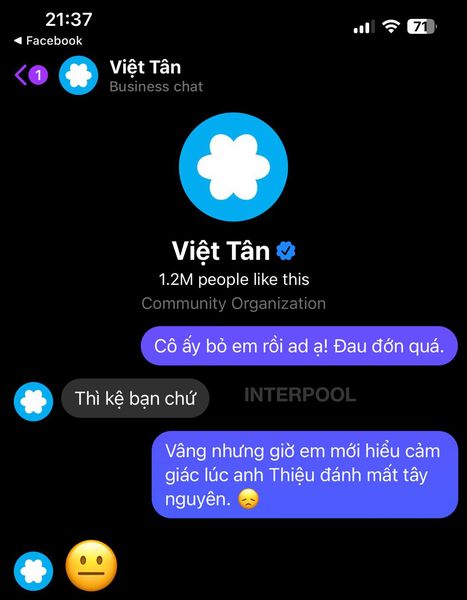 21:37
71
Facebook
1
Việt Tân
Business chat
Việt Tân
1.2M people like this
Community Organization
Cô ấy bỏ em rồi ad ạ! Đau đớn quá.
Thì kệ bạn chứ
INTERPOOL
Vâng nhưng giờ em mới hiểu cảm
giác lúc anh Thiệu đánh mất tây
nguyên. 😞
😐